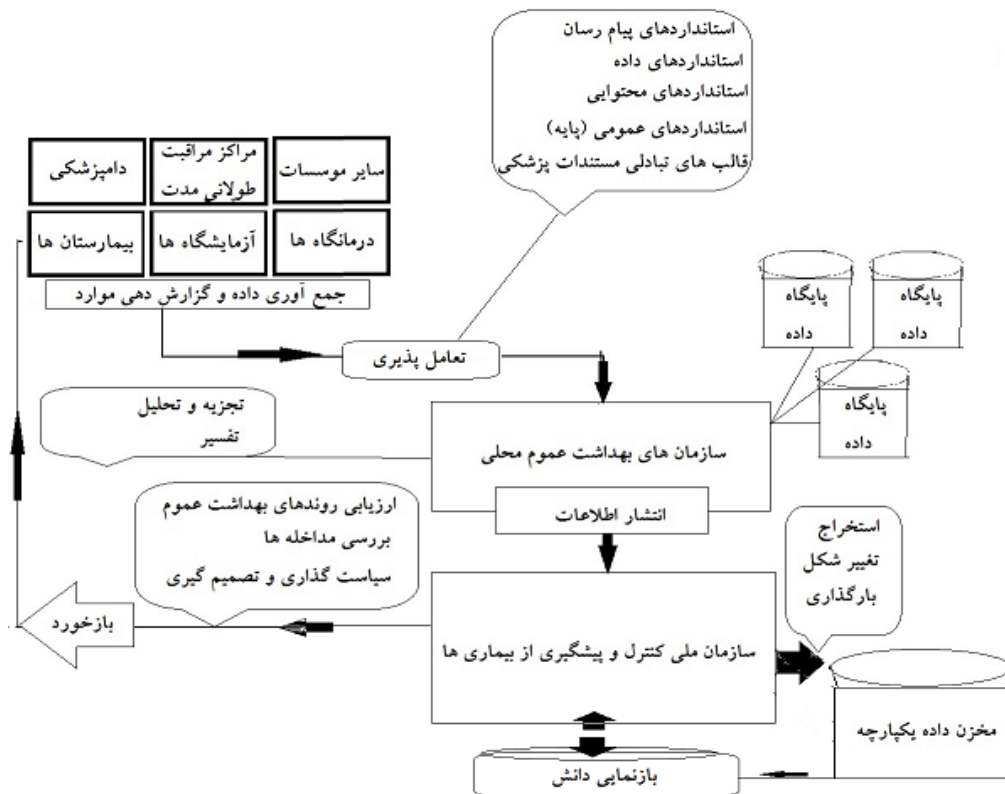 استانداردهای پیام رسان
استانداردهای داده
استانداردهای محتوایی
استانداردهای عمومی (پایه)
قالب های تبادلی مستندات پزشکی
سایر موسسات
مراکز مراقبت
طولانی مدت
دامپزشکی
درمانگاه ها
آزمایشگاه ها
بیمارستان ها
جمع آوری داده و گزارش دهی موارد
تعامل پذیری
پایگاه
داده
پایگاه
داده
پایگاه
داده
سازمان های بهداشت عموم محلی
تجزیه و تحلیل
تفسیر
انتشار اطلاعات
ارزیابی روندهای بهداشت عموم
بررسی مداخله ها
سیاست گذاری و تصمیم گیری
استخراج
تغییر شکل
بارگذاری
بازخورد
سازمان ملی کنترل و پیشگیری از بیماری ها
مخزن داده یکپارچه
بازنمایی دانش